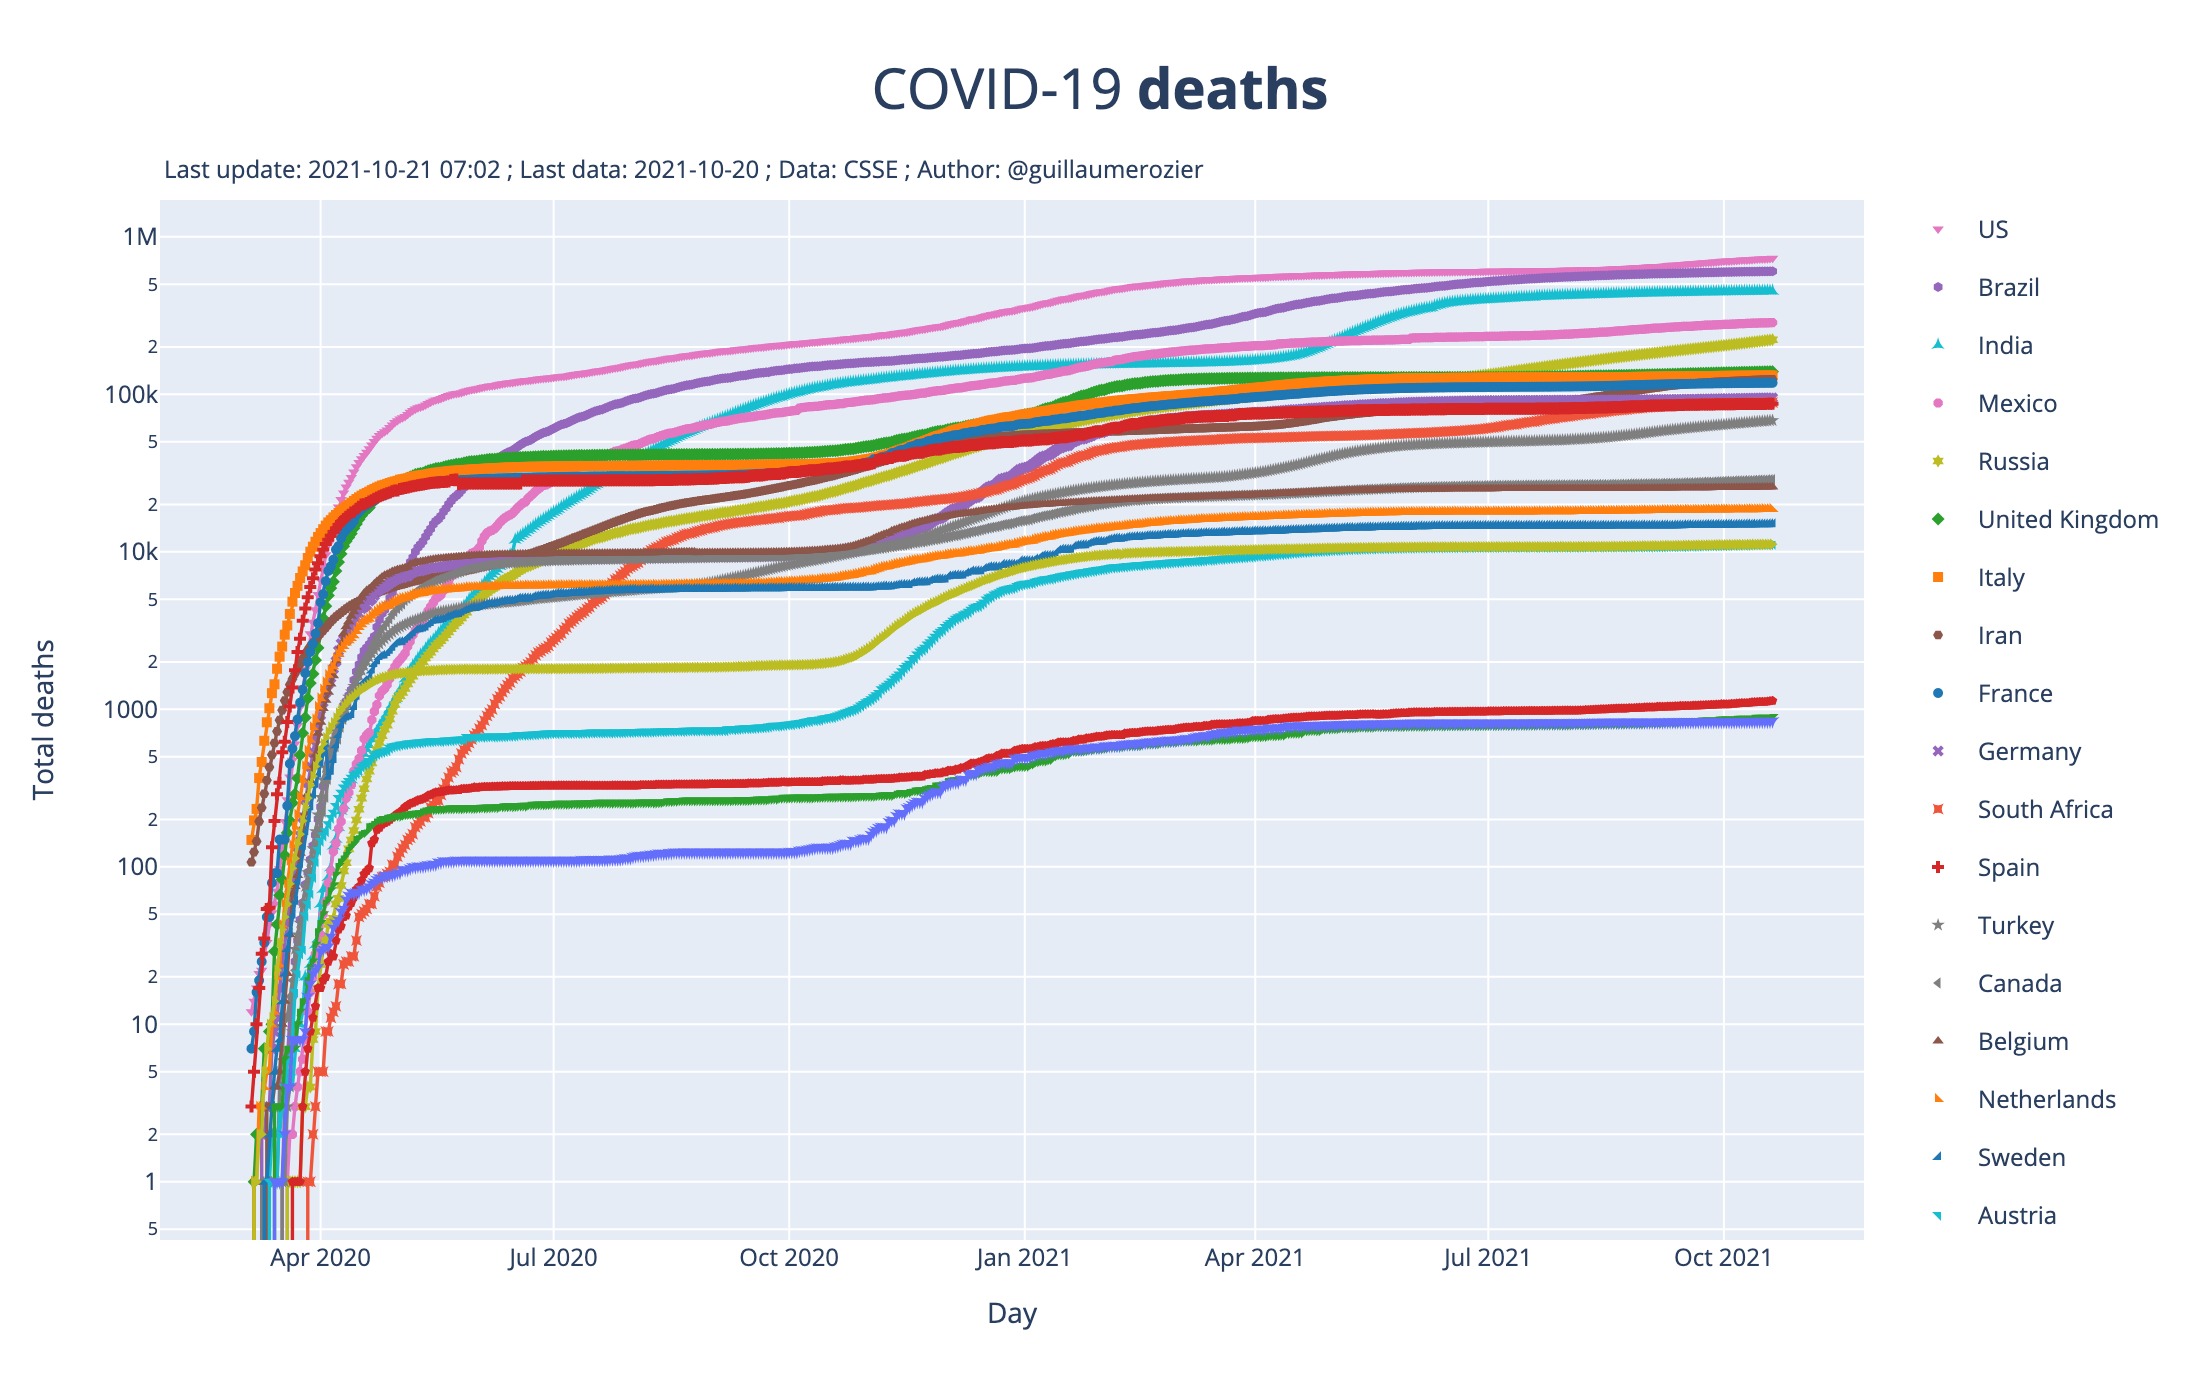 COVID-19 deaths
Last update: 2021-10-21 07:02 ; Last data: 2021-10-20 ; Data: CSSE ; Author: @guillaumerozier
Total deaths
1M
5
2
100k
5
2
10k
5
2
1000
5
2
100
5
2
10
5
2
1
5
Apr 2020
Jul 2020
Oct 2020
Jan 2021
Apr 2021
Jul 2021
Oct 2021
Day
US
Brazil
India
Mexico
Russia
United Kingdom
Italy
Iran
France
Germany
South Africa
Spain
Turkey
Canada
Belgium
Netherlands
Sweden
Austria